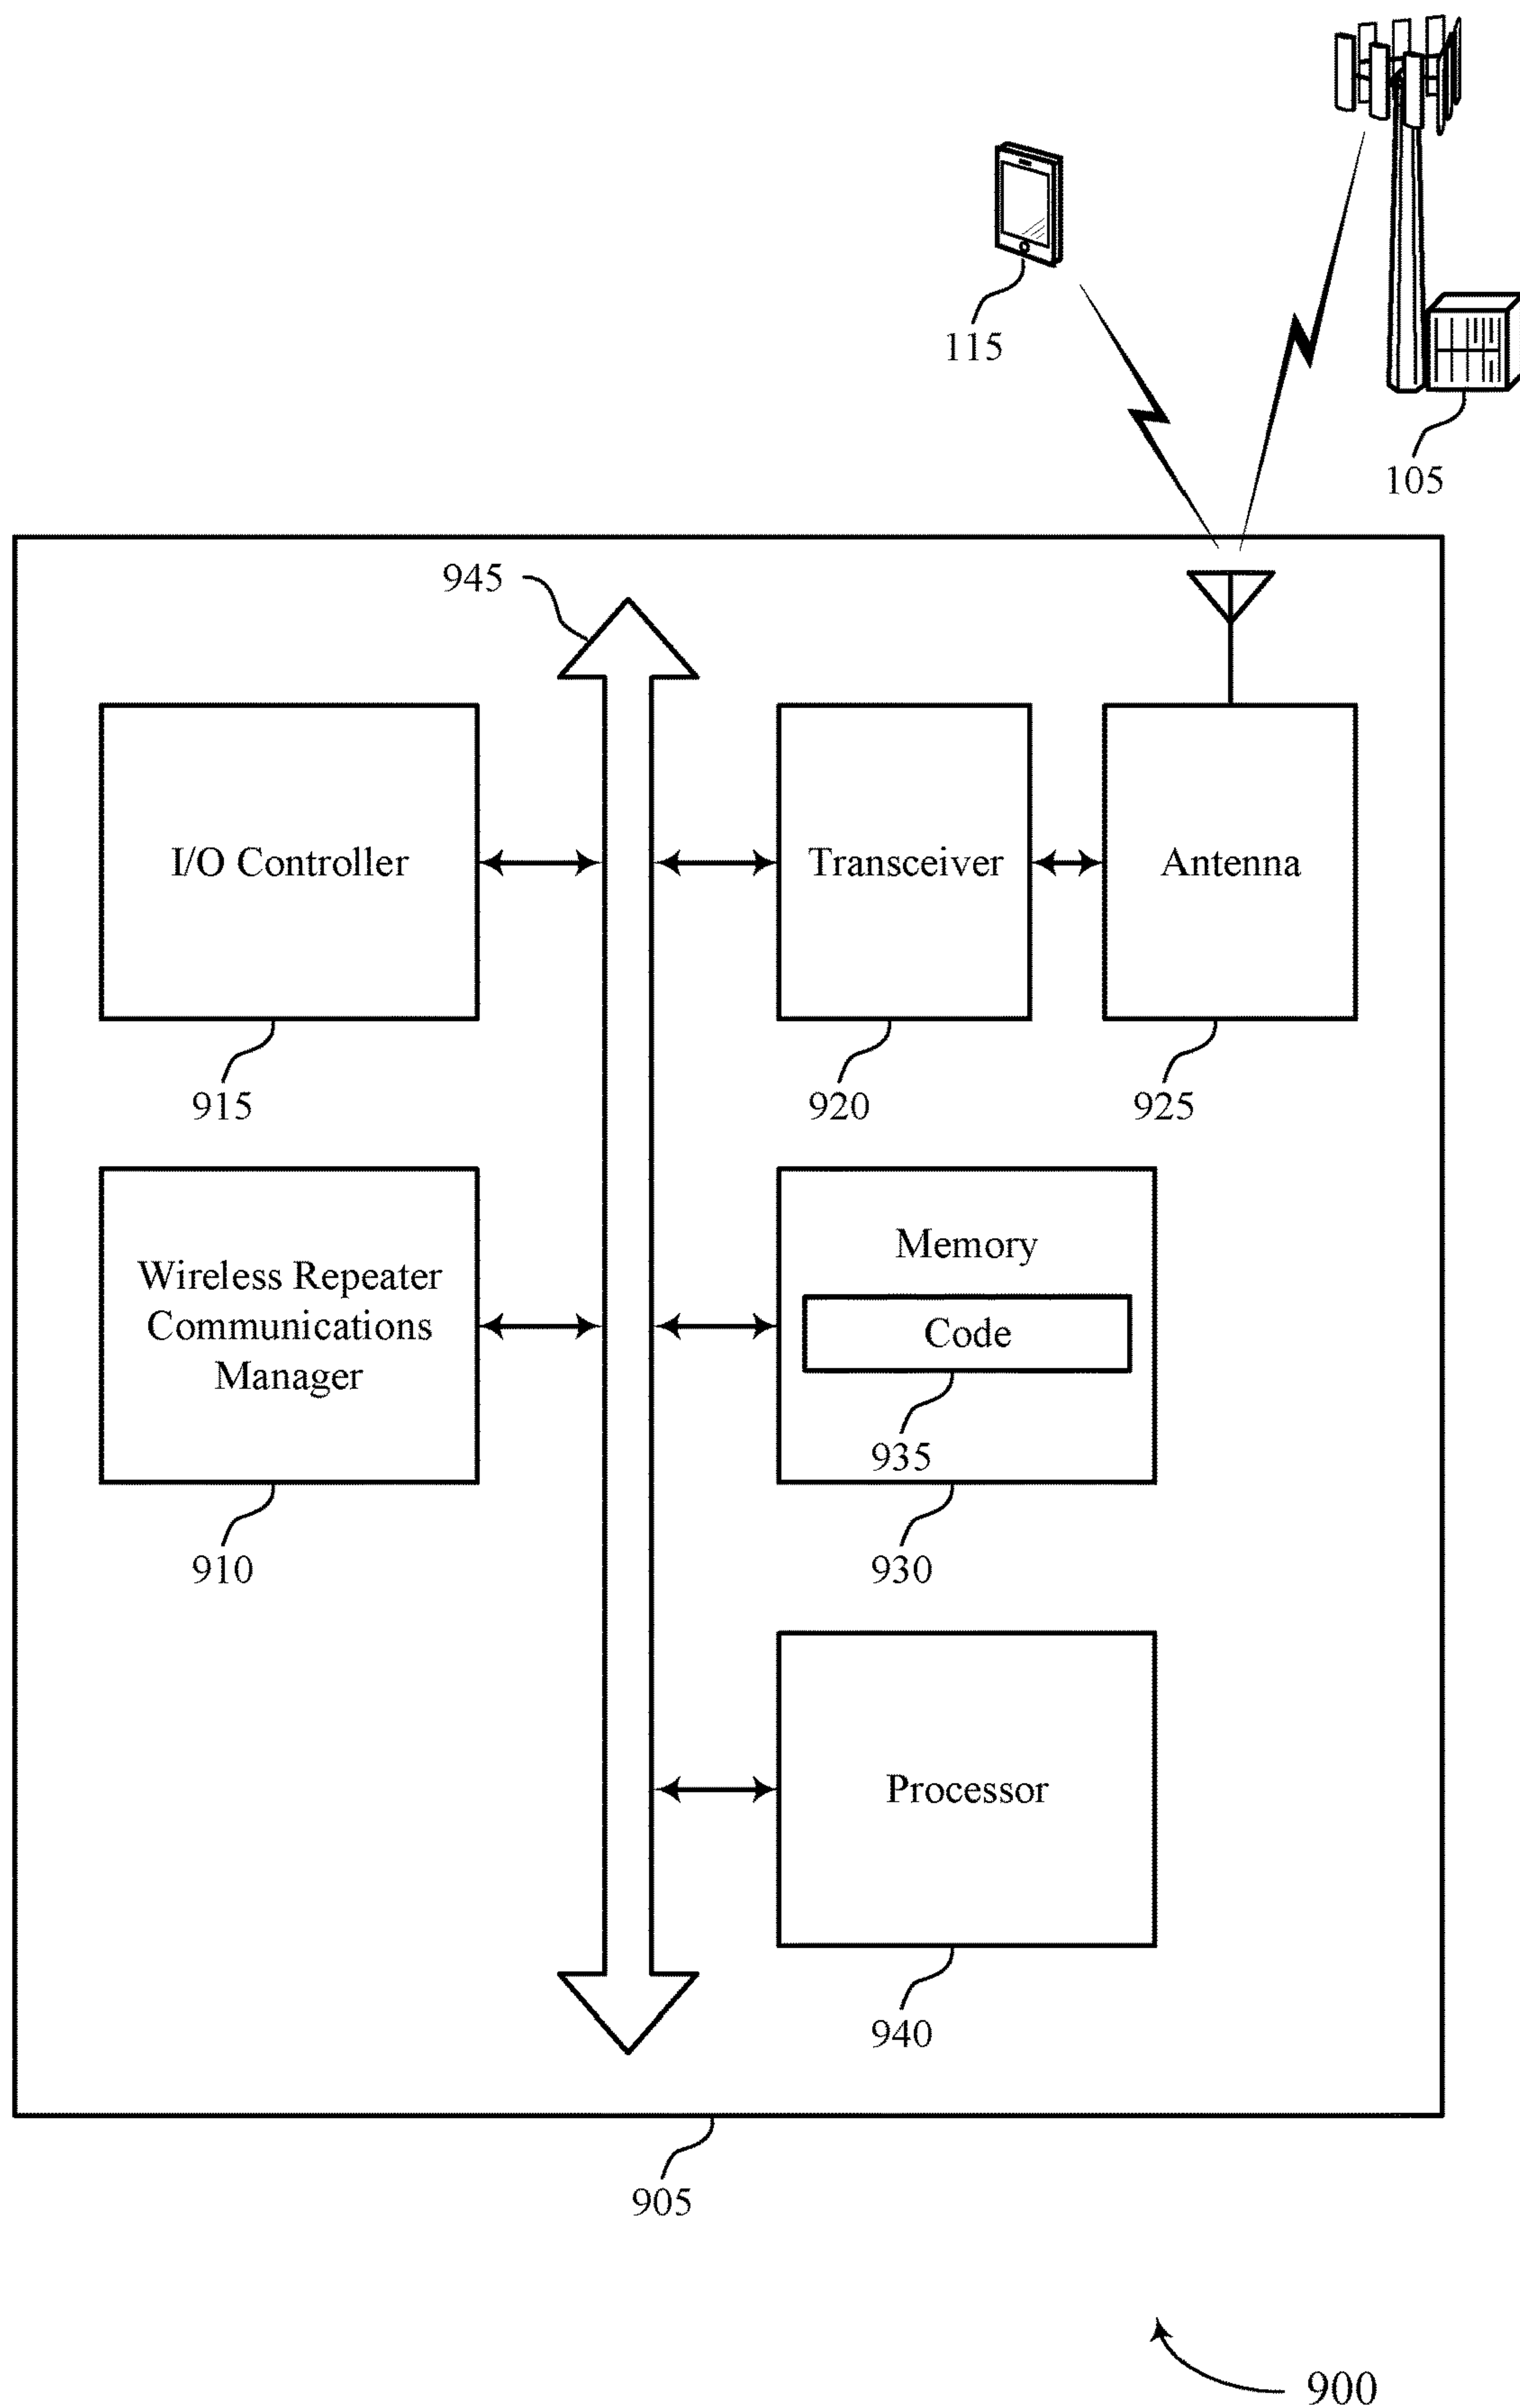 115
105
945
I/O Controller
Transceiver
Antenna
915
920
925
Wireless Repeater
Communications
Manager
Memory
Code
935
910
930
Processor
940
905
900